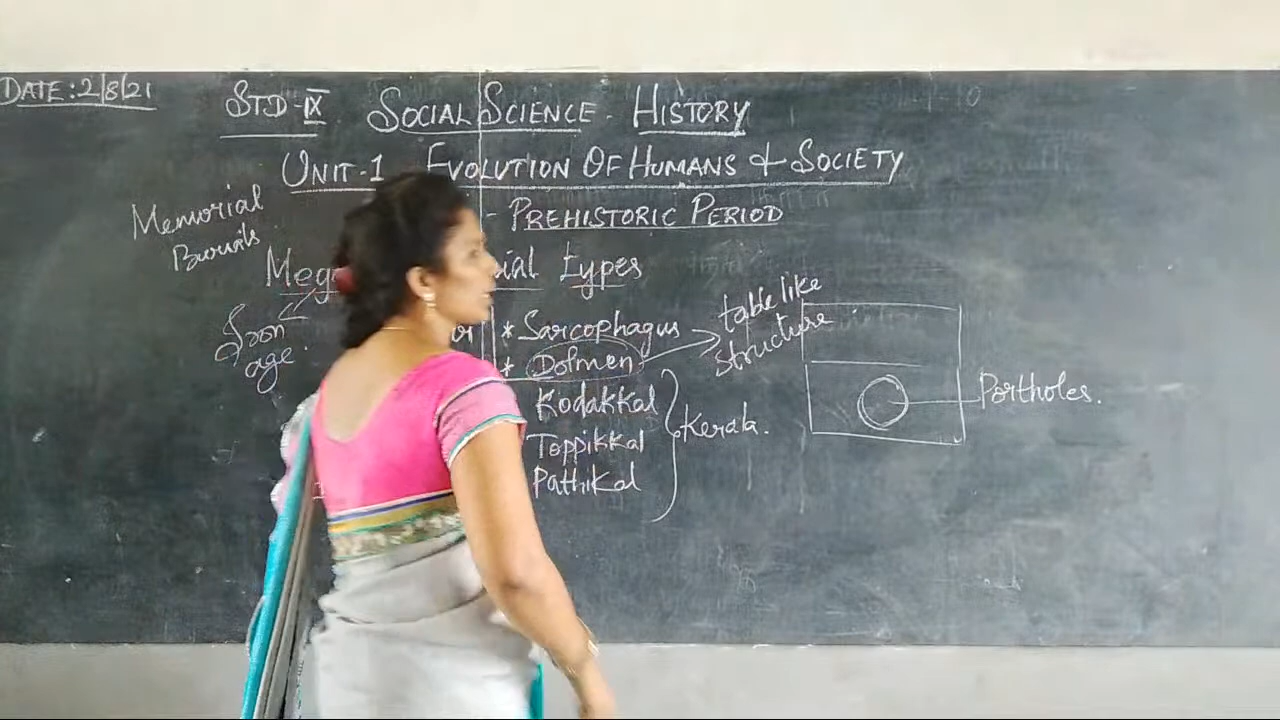 DATE: 2/8/21
STD-IX SOCIAL SCIENCE - HISTORY
UNIT-1 EVOLUTION OF HUMANS & SOCIETY
- PREHISTORIC PERIOD
Memorial
Burials
types
Iron
age.
* Sarcophagus
* Dolmen
table like
structure
Kodakkal
Toppikkal
Pathikal
Kerala.
Portholes.